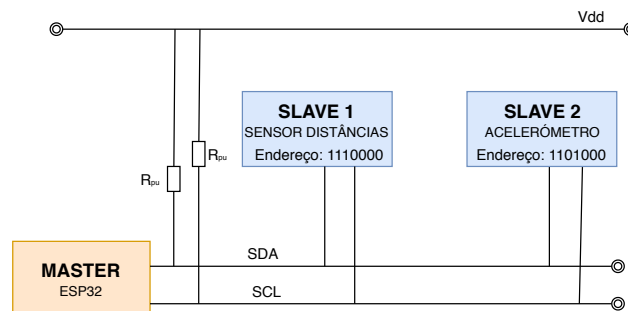 Vdd
SLAVE 1
SENSOR DISTÂNCIAS
Endereço: 1110000
SLAVE 2
ACELERÓMETRO
Endereço: 1101000
Rpu
Rpu
MASTER
ESP32
SDA
SCL